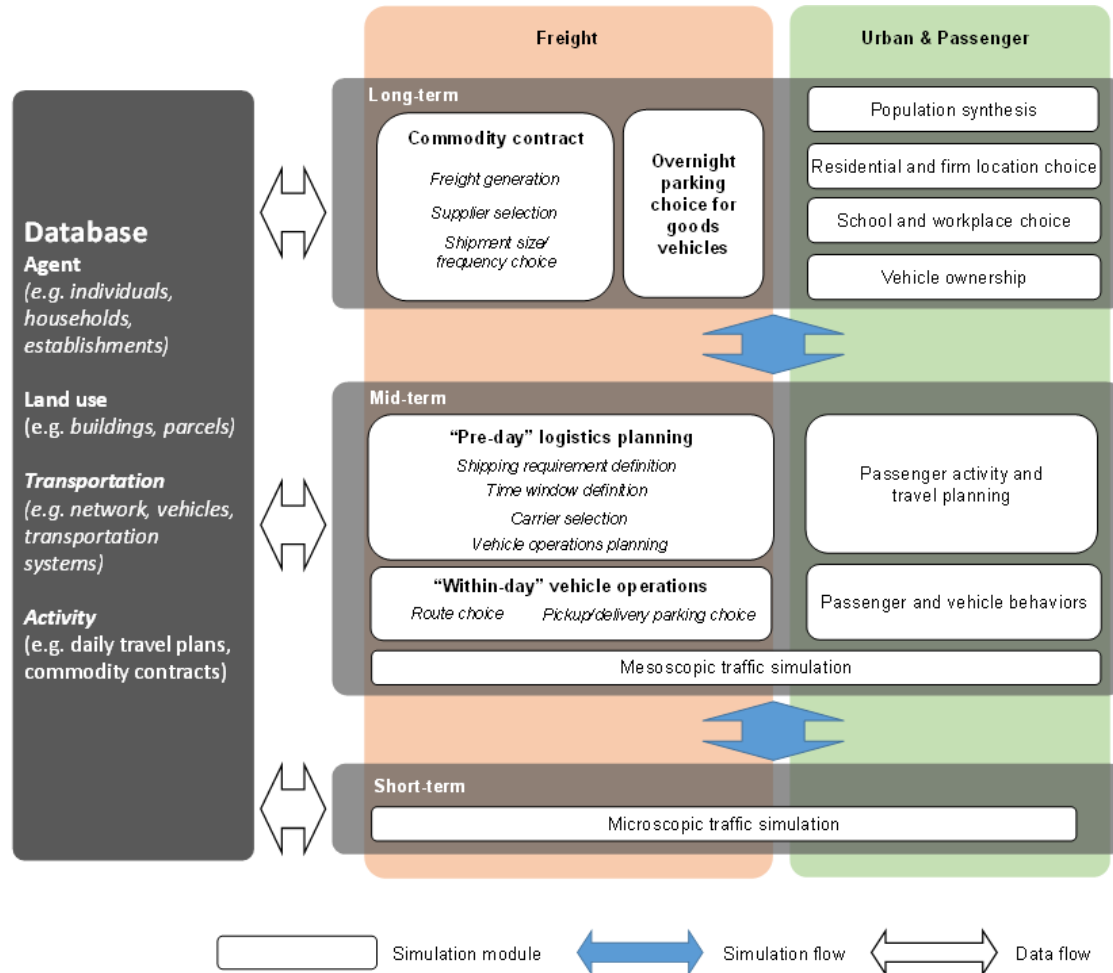 Freight
Urban & Passenger
Database
Agent
(e.g. individuals,
households,
establishments)
Land use
(e.g. buildings, parcels)
Transportation
(e.g. network, vehicles,
transportation
systems)
Activity
(e.g. daily travel plans,
commodity contracts)
Long-term
Commodity contract
Freight generation
Supplier selection
Shipment size/
frequency choice
Overnight
parking
choice for
goods
vehicles
Population synthesis
Residential and firm location choice
School and workplace choice
Vehicle ownership
Mid-term
“Pre-day” logistics planning
Shipping requirement definition
Time window definition
Carrier selection
Vehicle operations planning
Passenger activity and
travel planning
“Within-day” vehicle operations
Route choice Pickup/delivery parking choice
Passenger and vehicle behaviors
Mesoscopic traffic simulation
Short-term
Microscopic traffic simulation
Simulation module
Simulation flow
Data flow